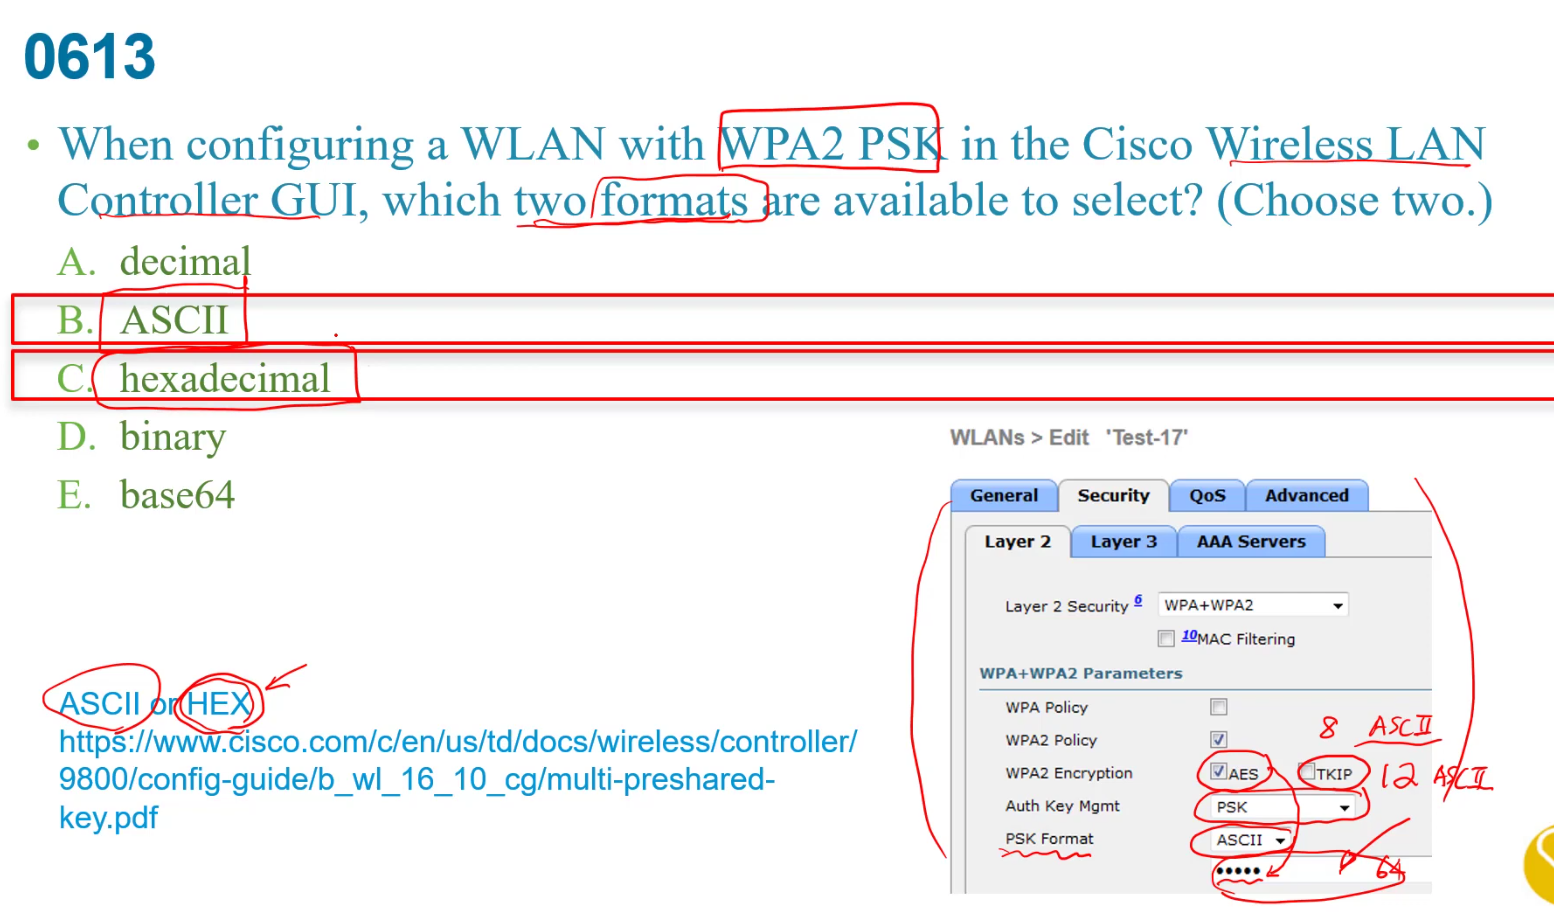 0613
• When configuring a WLAN with WPA2 PSK in the Cisco Wireless LAN
Controller GUI, which two formats are available to select? (Choose two.)
A. decimal
B. ASCII
C. hexadecimal
D. binary
E. base64
ASCII or HEX
https://www.cisco.com/c/en/us/td/docs/wireless/controller/
9800/config-guide/b_wl_16_10_cg/multi-preshared-
key.pdf
WLANs > Edit 'Test-17'
General Security QoS Advanced
Layer 2 Layer 3 AAA Servers
Layer 2 Security 6 WPA+WPA2
10 MAC Filtering
WPA+WPA2 Parameters
WPA Policy
WPA2 Policy
8 ASCII
WPA2 Encryption AES TKIP
12 ASCII
Auth Key Mgmt PSK
PSK Format ASCII
•••••
64